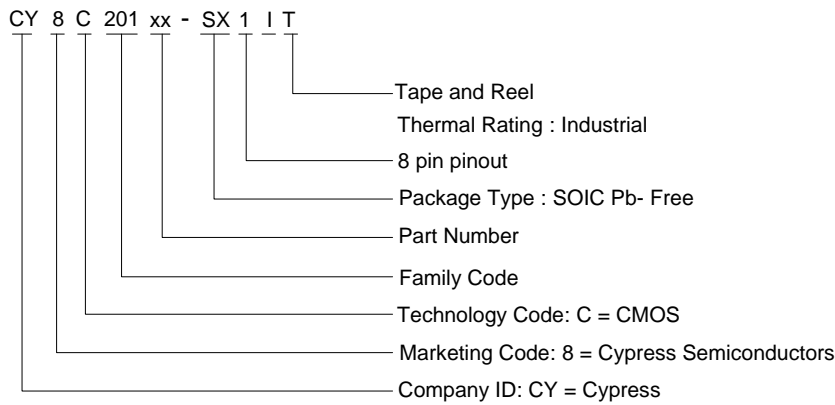 CY 8 C 201 xx - SX 1 I T
Tape and Reel
Thermal Rating : Industrial
8 pin pinout
Package Type : SOIC Pb- Free
Part Number
Family Code
Technology Code: C = CMOS
Marketing Code: 8 = Cypress Semiconductors
Company ID: CY = Cypress